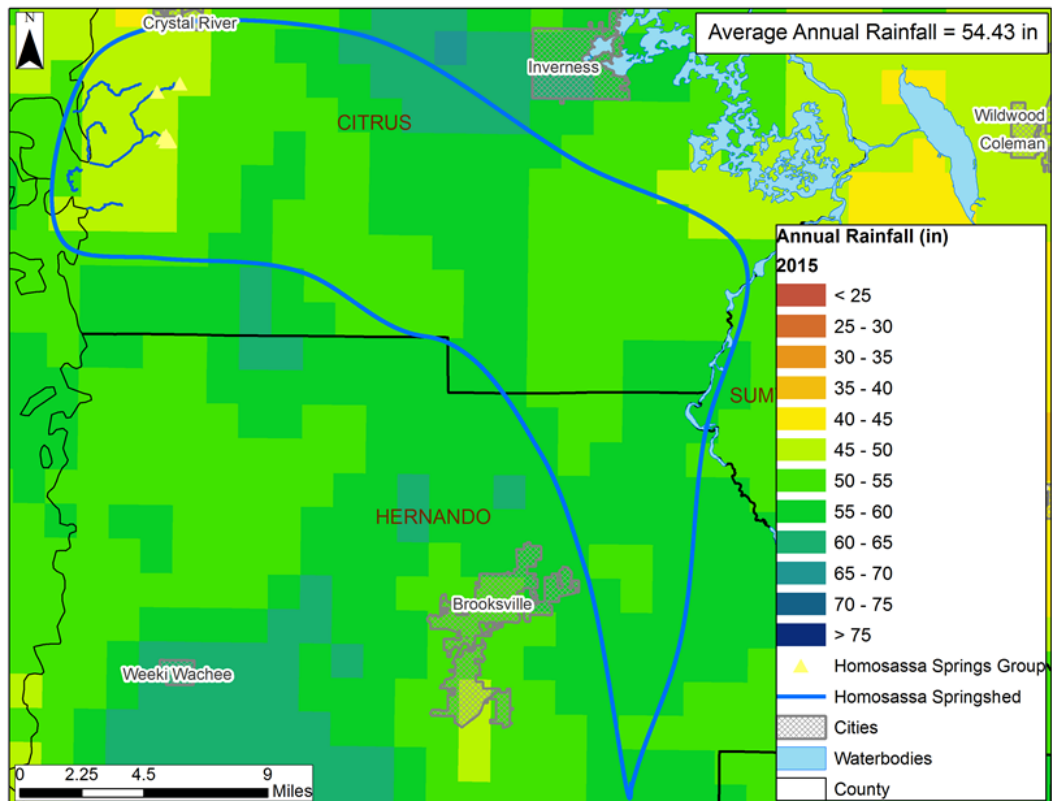 N
Crystal River
Average Annual Rainfall = 54.43 in
Inverness
CITRUS
Wildwood
Coleman
SUM
HERNANDO
Brooksville
Weeki Wachee
Annual Rainfall (in)
2015
< 25
25 - 30
30 - 35
35 - 40
40 - 45
45 - 50
50 - 55
55 - 60
60 - 65
65 - 70
70 - 75
> 75
Homosassa Springs Group
Homosassa Springshed
Cities
Waterbodies
County
0 2.25 4.5 9
Miles